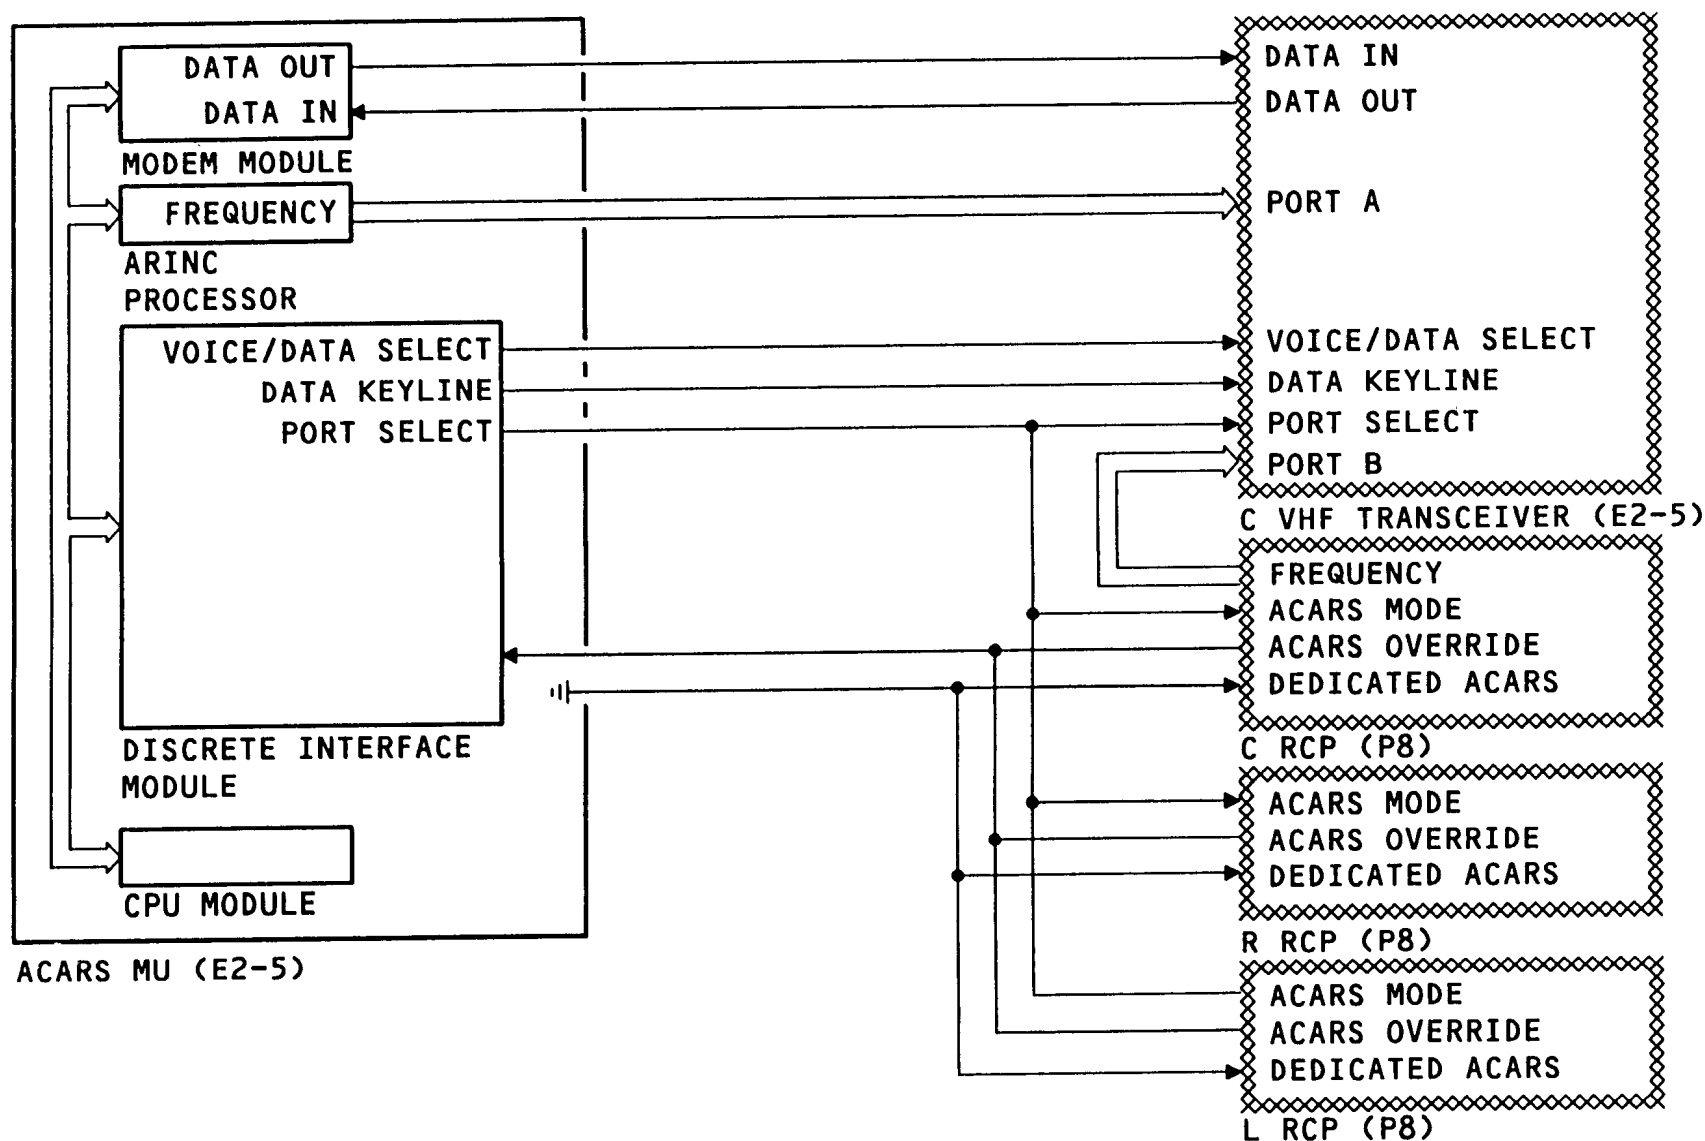 DATA OUT
DATA IN
MODEM MODULE
FREQUENCY
ARINC
PROCESSOR
VOICE/DATA SELECT
DATA KEYLINE
PORT SELECT
DISCRETE INTERFACE
MODULE
CPU MODULE
ACARS MU (E2-5)
DATA IN
DATA OUT
PORT A
VOICE/DATA SELECT
DATA KEYLINE
PORT SELECT
PORT B
C VHF TRANSCEIVER (E2-5)
FREQUENCY
ACARS MODE
ACARS OVERRIDE
DEDICATED ACARS
C RCP (P8)
ACARS MODE
ACARS OVERRIDE
DEDICATED ACARS
R RCP (P8)
ACARS MODE
ACARS OVERRIDE
DEDICATED ACARS
L RCP (P8)